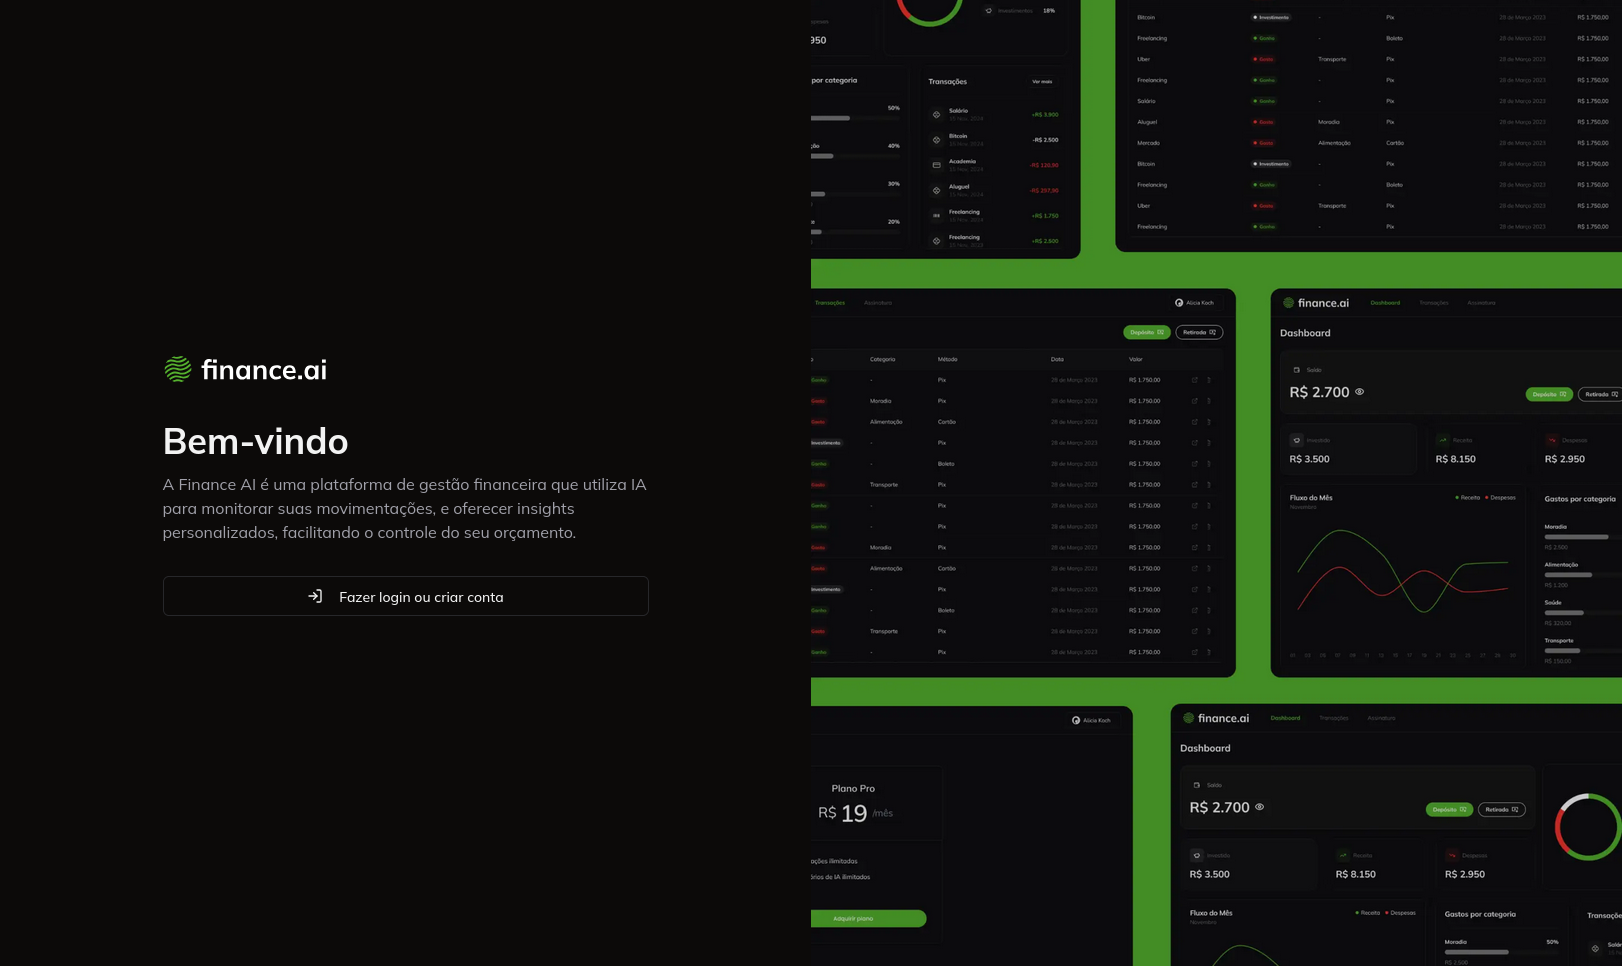 finance.ai
Bem-vindo
A Finance AI é uma plataforma de gestão financeira que utiliza IA
para monitorar suas movimentações, e oferecer insights
personalizados, facilitando o controle do seu orçamento.
Fazer login ou criar conta
Investimentos 18%
950
por categoria
50%
40%
30%
20%
Transações Ver mais
Salário +R$ 3.900
Bitcoin -R$ 2.500
Academia -R$ 120,00
Aluguel -R$ 257,90
Freelancing +R$ 1.750
Freelancing +R$ 2.800
Bitcoin Investimento - Pix 28 de Março 2023 R$ 1.750,00
Freelancing Ganho - Boleto 28 de Março 2023 R$ 1.750,00
Uber Gasto Transporte Pix 28 de Março 2023 R$ 1.750,00
Freelancing Ganho - Pix 28 de Março 2023 R$ 1.750,00
Salário Ganho - Pix 28 de Março 2023 R$ 1.750,00
Aluguel Gasto Moradia Pix 28 de Março 2023 R$ 1.750,00
Mercado Gasto Alimentação Cartão 28 de Março 2023 R$ 1.750,00
Bitcoin Investimento - Pix 28 de Março 2023 R$ 1.750,00
Freelancing Ganho - Boleto 28 de Março 2023 R$ 1.750,00
Uber Gasto Transporte Pix 28 de Março 2023 R$ 1.750,00
Freelancing Ganho - Pix 28 de Março 2023 R$ 1.750,00
Transações Assinatura Alicia Koch
Depósito Retirada
Categoria Método Data Valor
Ganho - Pix 28 de Março 2023 R$ 1.750,00
Gasto Moradia Pix 28 de Março 2023 R$ 1.750,00
Gasto Alimentação Cartão 28 de Março 2023 R$ 1.750,00
Investimento - Pix 28 de Março 2023 R$ 1.750,00
Ganho - Boleto 28 de Março 2023 R$ 1.750,00
Gasto Transporte Pix 28 de Março 2023 R$ 1.750,00
Ganho - Pix 28 de Março 2023 R$ 1.750,00
Ganho - Pix 28 de Março 2023 R$ 1.750,00
Gasto Moradia Pix 28 de Março 2023 R$ 1.750,00
Gasto Alimentação Cartão 28 de Março 2023 R$ 1.750,00
Investimento - Pix 28 de Março 2023 R$ 1.750,00
Ganho - Boleto 28 de Março 2023 R$ 1.750,00
Gasto Transporte Pix 28 de Março 2023 R$ 1.750,00
Ganho - Pix 28 de Março 2023 R$ 1.750,00
finance.ai Dashboard Transações Assinatura
Dashboard
Saldo
R$ 2.700
Depósito Retirada
Investido Receita Despesas
R$ 3.500 R$ 8.150 R$ 2.950
Fluxo do Mês Receita Despesas
Novembro
Gastos por categoria
Moradia
R$ 2.500
Alimentação
R$ 1.200
Saúde
R$ 320,00
Transporte
R$ 150,00
Alicia Koch
Plano Pro
R$ 19 /mês
ações ilimitadas
órios de IA ilimitados
Adquirir plano
finance.ai Dashboard Transações Assinatura
Dashboard
Saldo
R$ 2.700
Depósito Retirada
Investido Receita Despesas
R$ 3.500 R$ 8.150 R$ 2.950
Fluxo do Mês Receita Despesas
Novembro
Gastos por categoria
Moradia 50%
R$ 2.500